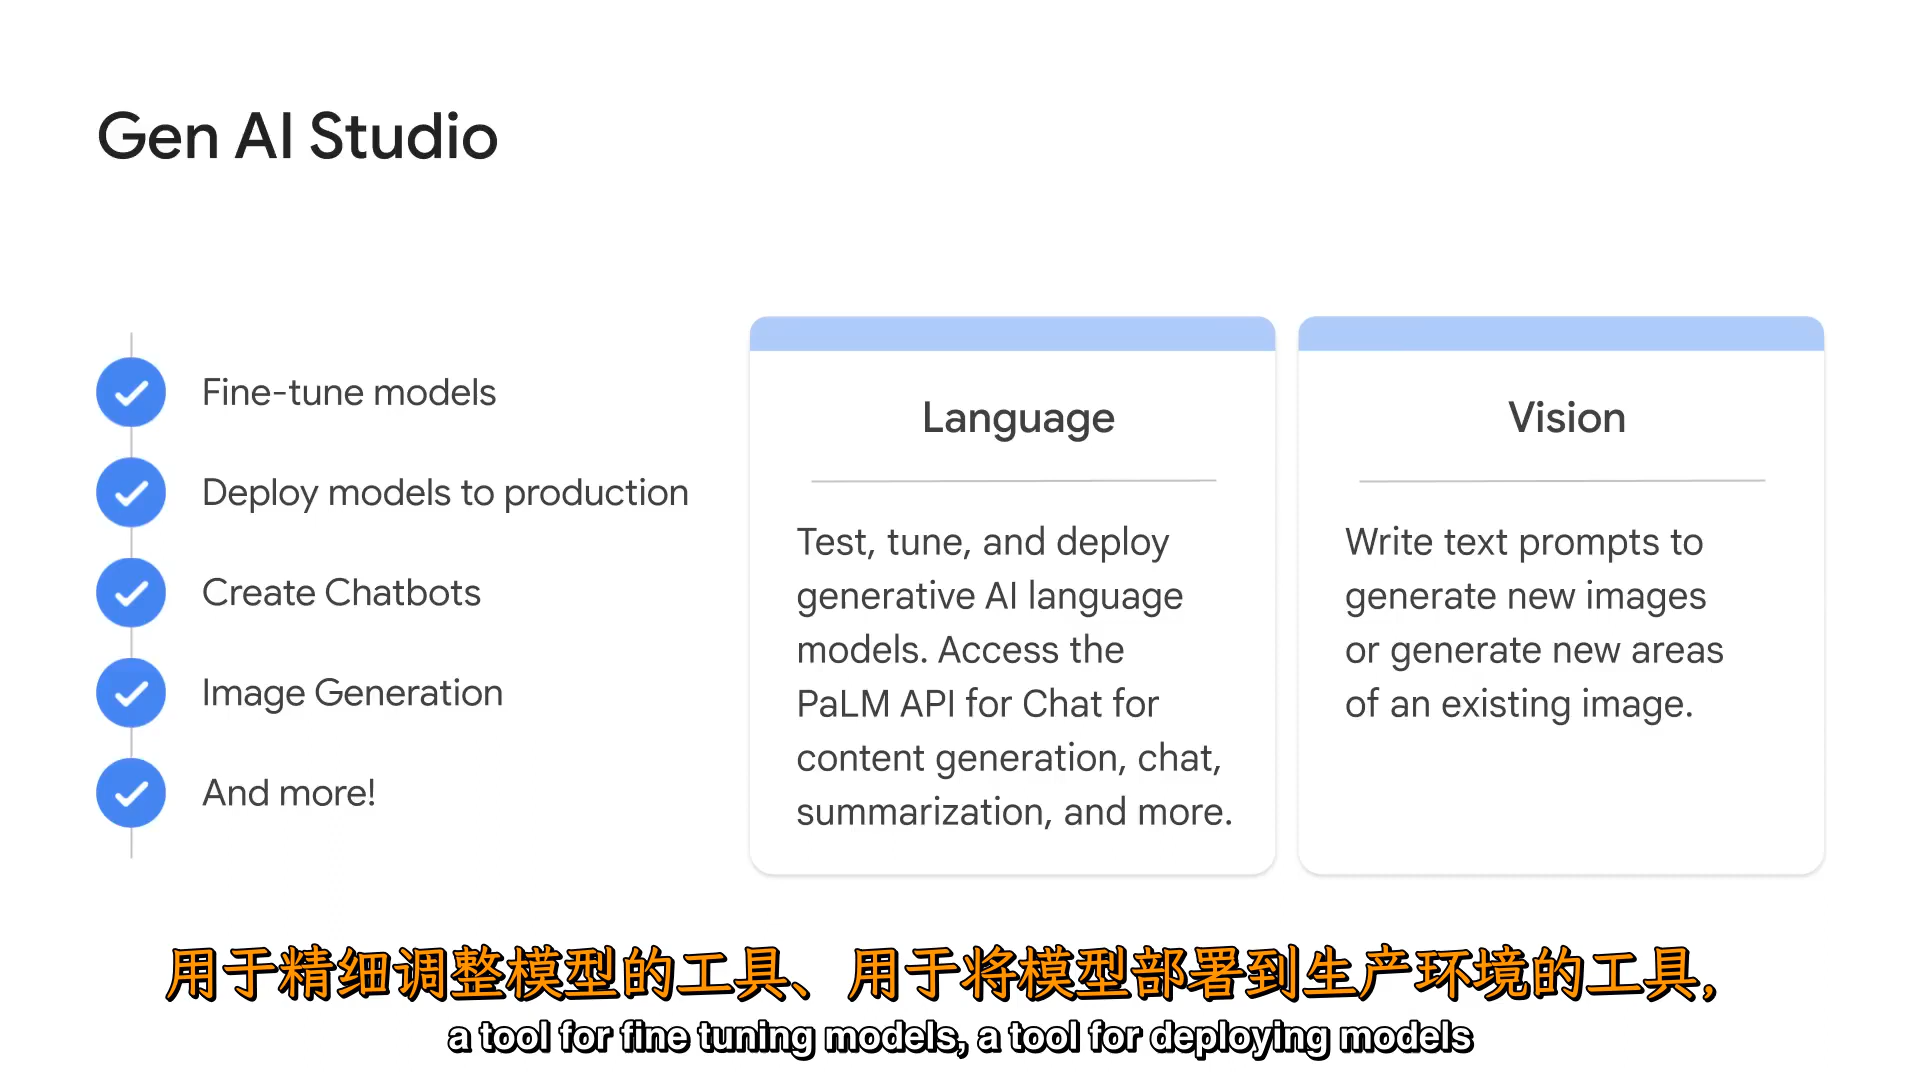 Gen AI Studio
Fine-tune models
Deploy models to production
Create Chatbots
Image Generation
And more!
Language
Test, tune, and deploy
generative AI language
models. Access the
PaLM API for Chat for
content generation, chat,
summarization, and more.
Vision
Write text prompts to
generate new images
or generate new areas
of an existing image.
用于精细调整模型的工具、用于将模型部署到生产环境的工具,
a tool for fine tuning models, a tool for deploying models